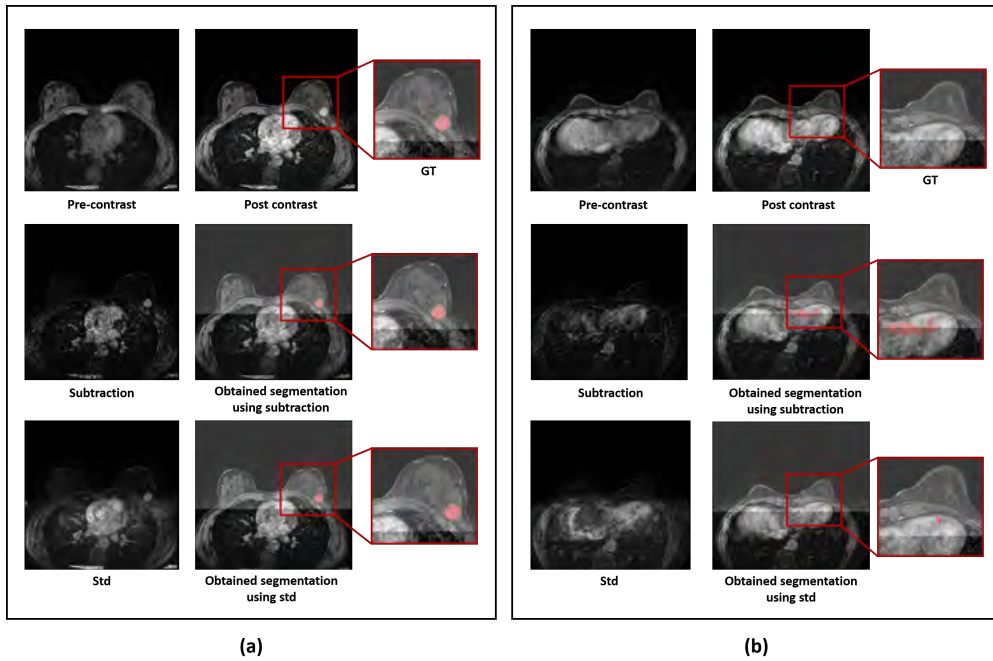 GT
Pre-contrast
Post contrast
Subtraction
Obtained segmentation
using subtraction
Std
Obtained segmentation
using std
(a)
GT
Pre-contrast
Post contrast
Subtraction
Obtained segmentation
using subtraction
Std
Obtained segmentation
using std
(b)